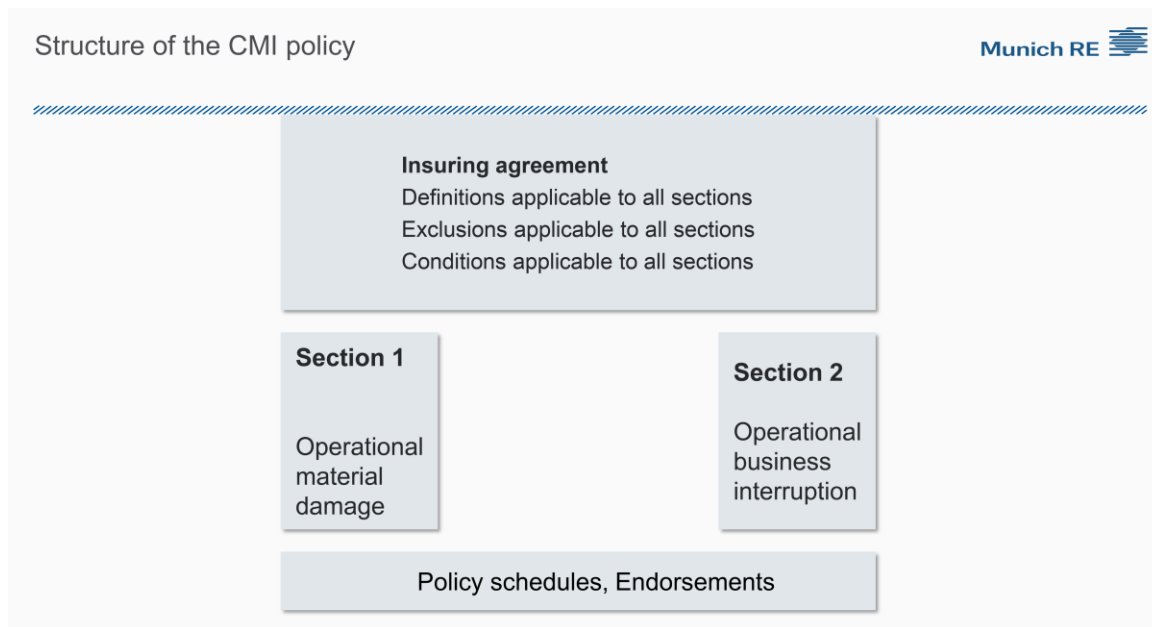 Structure of the CMI policy
Munich RE
Insuring agreement
Definitions applicable to all sections
Exclusions applicable to all sections
Conditions applicable to all sections
Section 1
Operational
material
damage
Section 2
Operational
business
interruption
Policy schedules, Endorsements